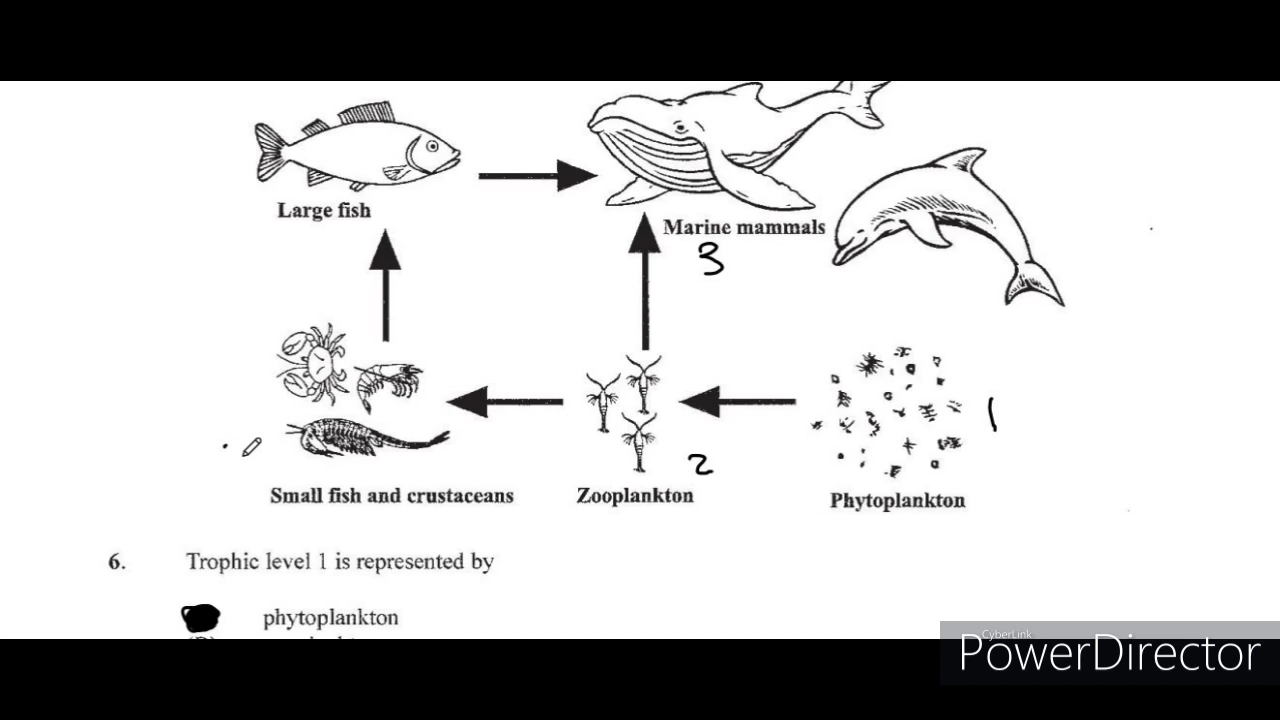 Large fish
Marine mammals
3
Small fish and crustaceans
Zooplankton
2
Phytoplankton
1
6. Trophic level 1 is represented by
phytoplankton
CyberLink
PowerDirector